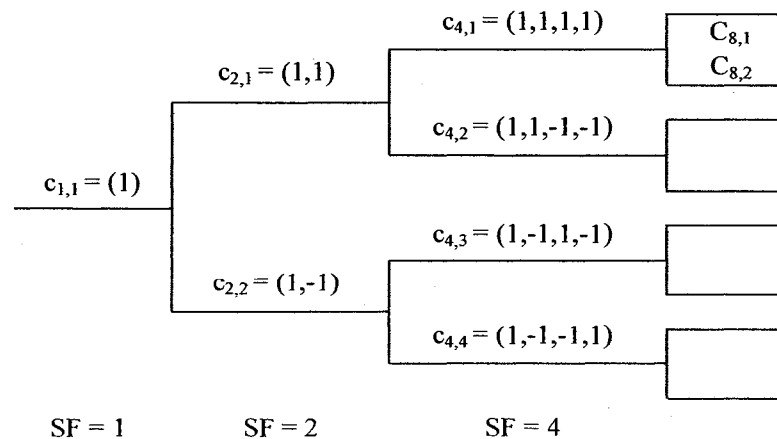 c4,1 = (1,1,1,1)
C8,1
C8,2
c2,1 = (1,1)
c4,2 = (1,1,-1,-1)
c1,1 = (1)
c4,3 = (1,-1,1,-1)
c2,2 = (1,-1)
c4,4 = (1,-1,-1,1)
SF = 1
SF = 2
SF = 4